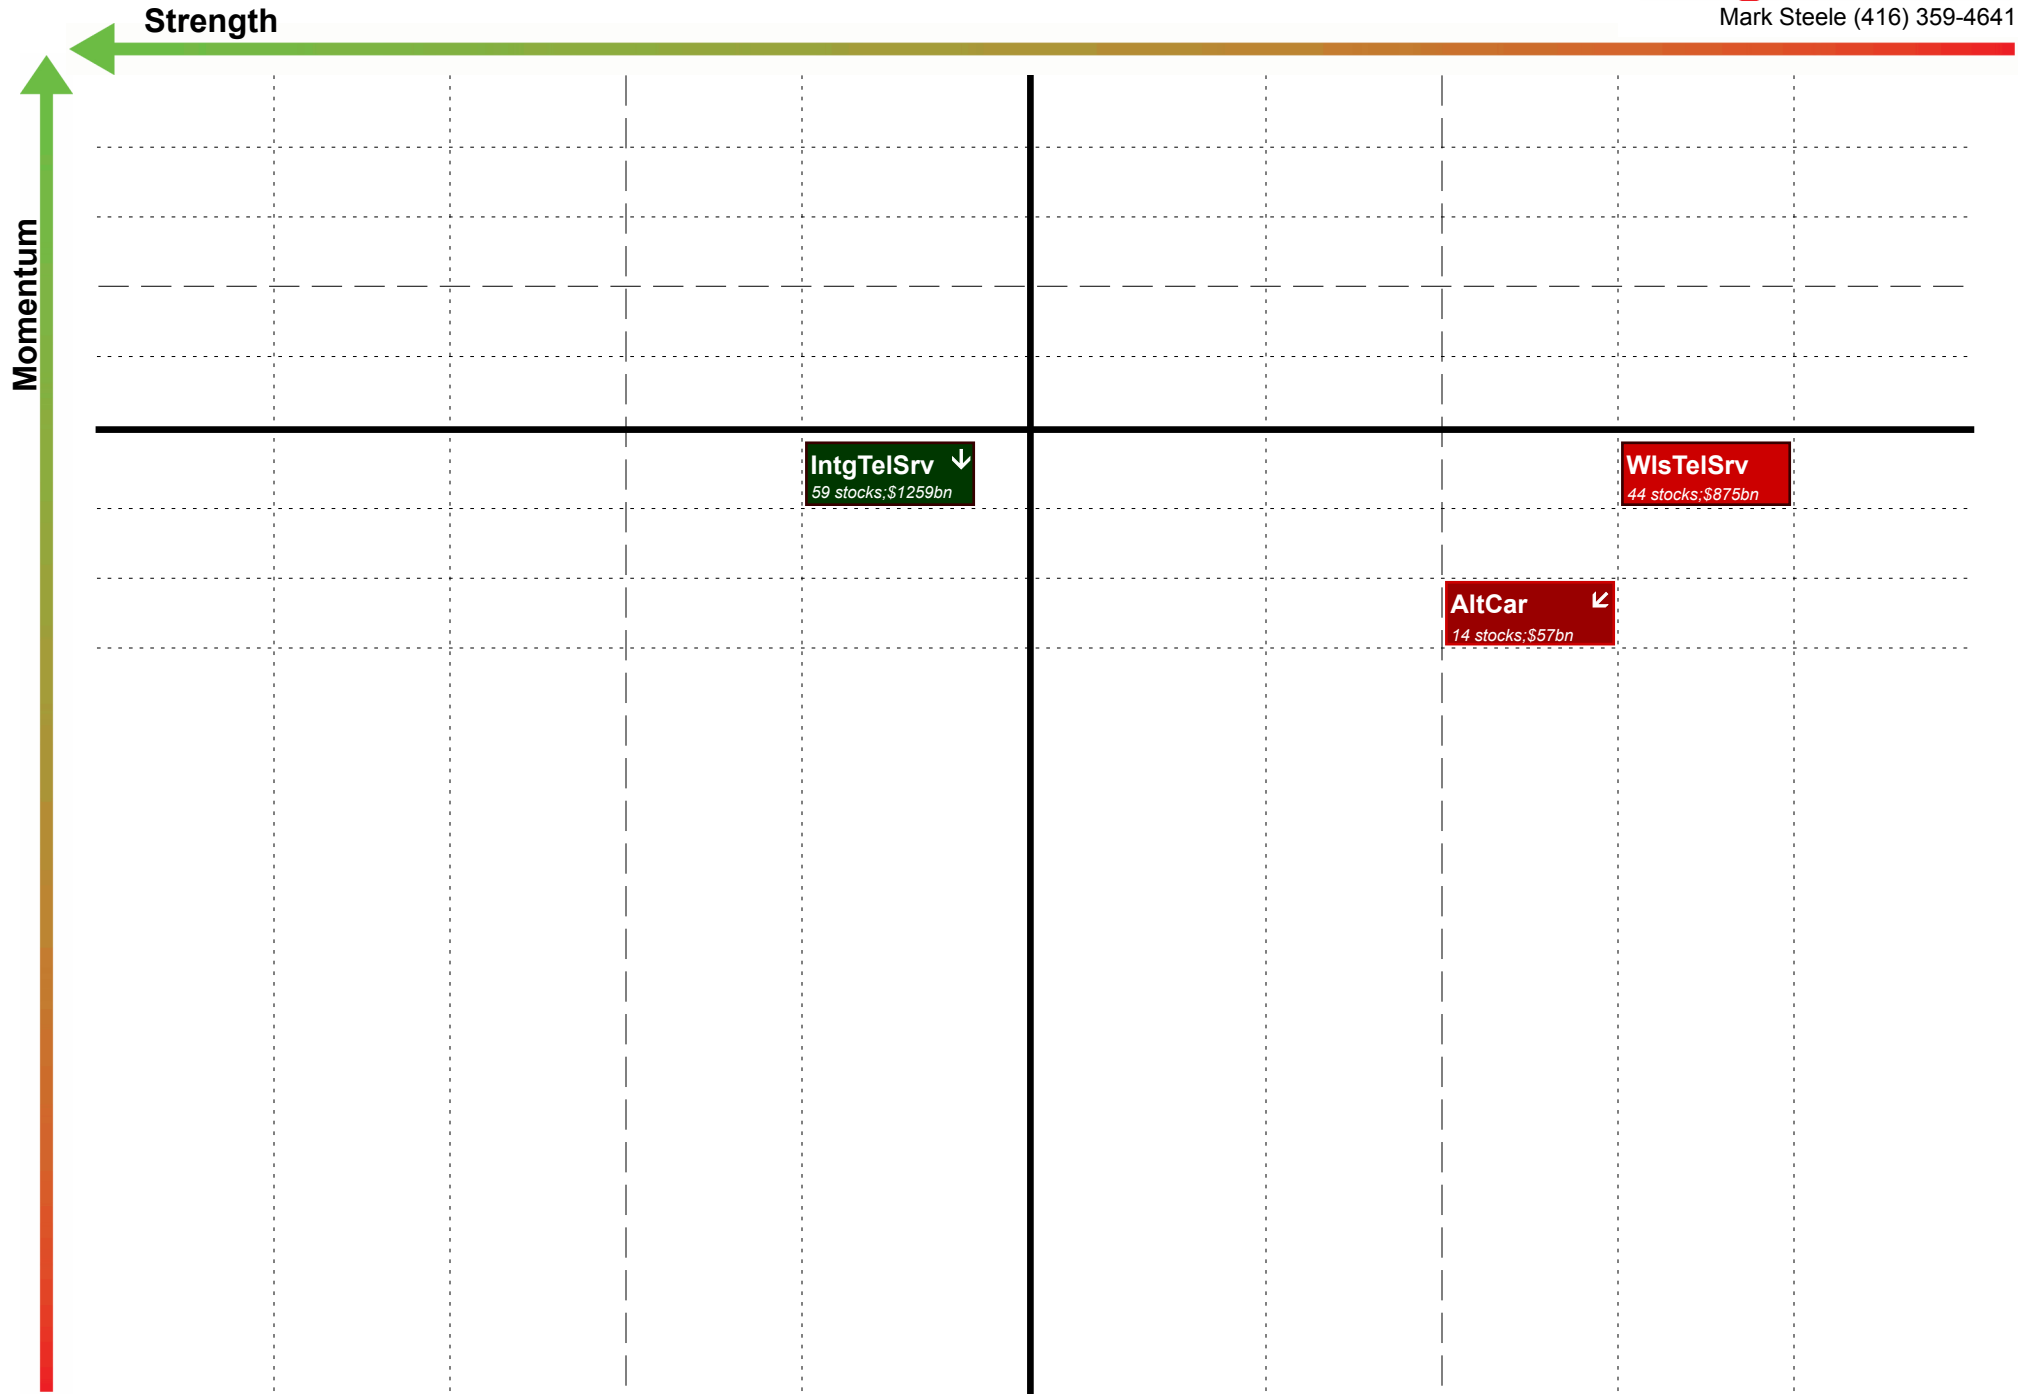 Strength
Mark Steele (416) 359-4641
Momentum
IntgTelSrv
59 stocks;$1259bn
WlsTelSrv
44 stocks;$875bn
AltCar
14 stocks;$57bn